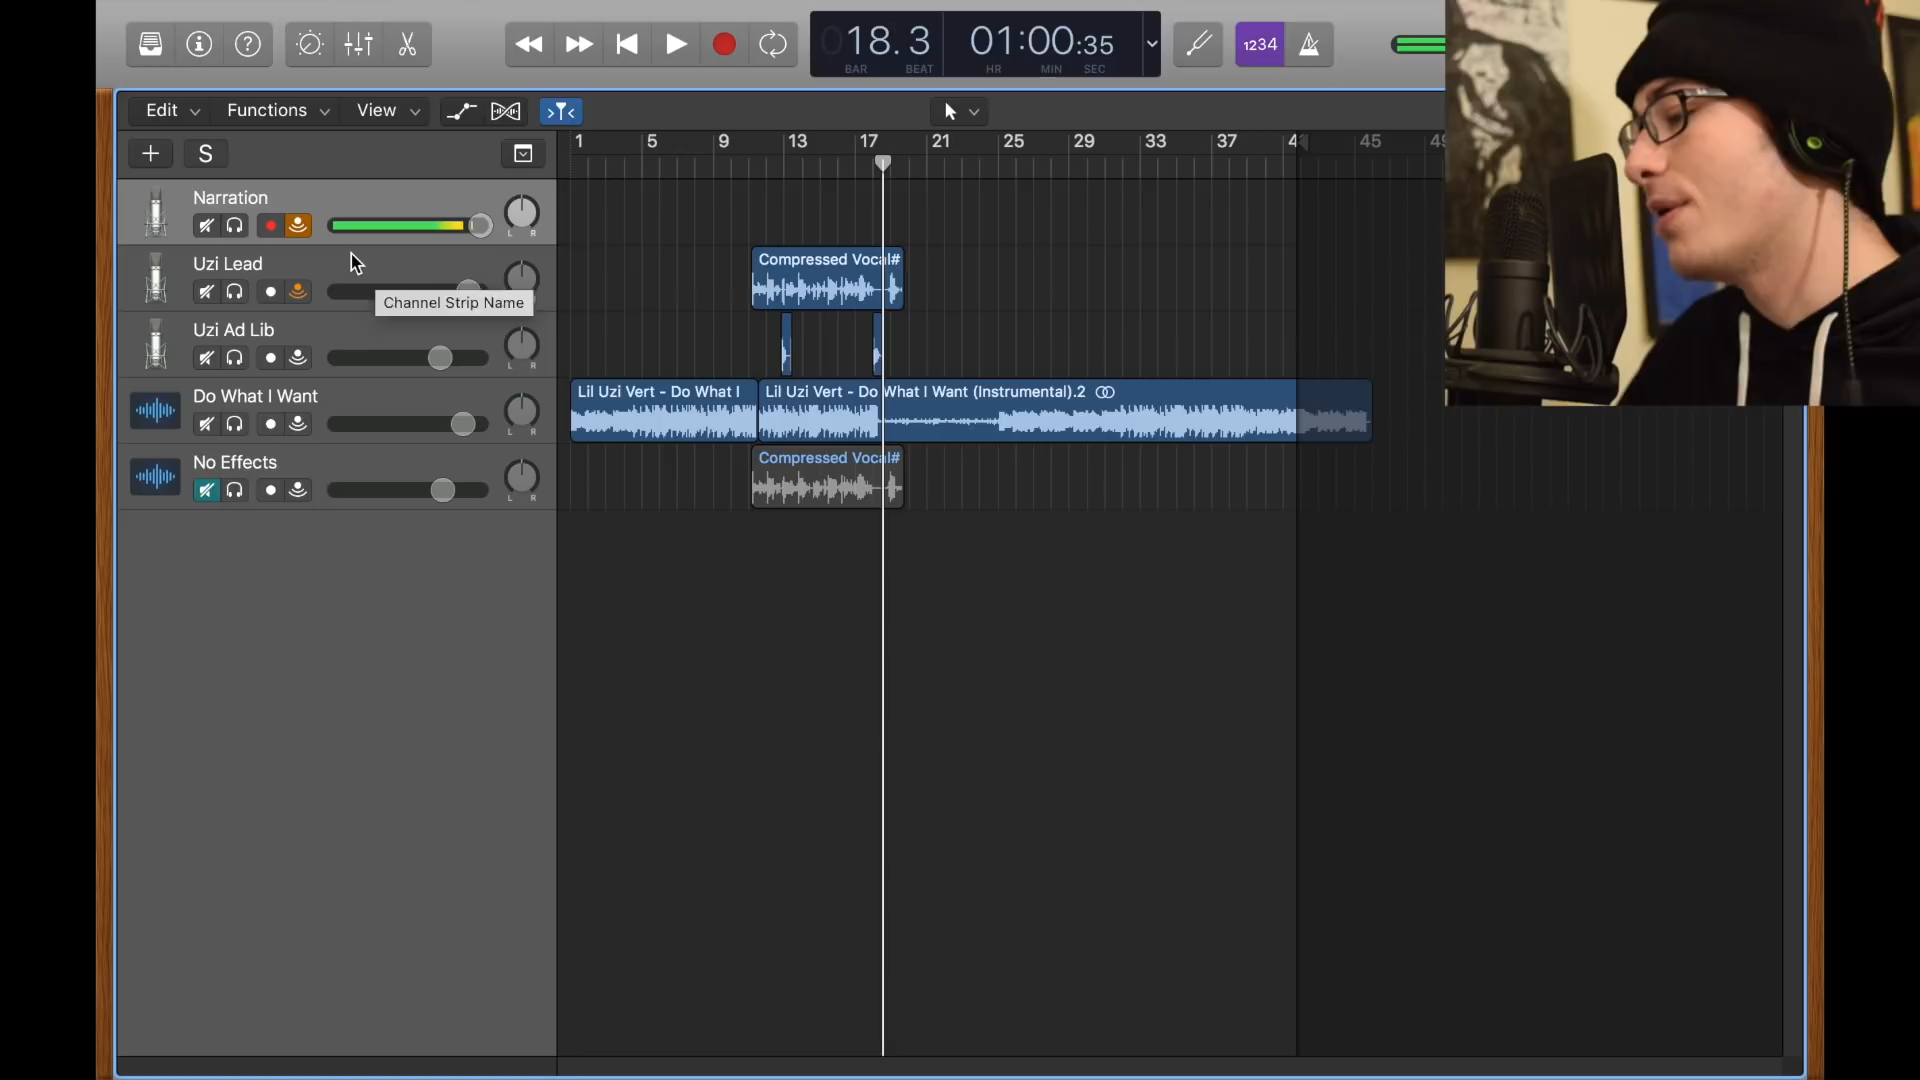 18.3
01:00:35
BAR BEAT
HR MIN SEC
1234
Edit
Functions
View
S
1 5 9 13 17 21 25 29 33 37 45
Narration
L R
Uzi Lead
Channel Strip Name
Compressed Vocal#
Uzi Ad Lib
L R
Do What I Want
L R
Lil Uzi Vert - Do What I
Lil Uzi Vert - Do What I Want (Instrumental).2
No Effects
L R
Compressed Vocal#